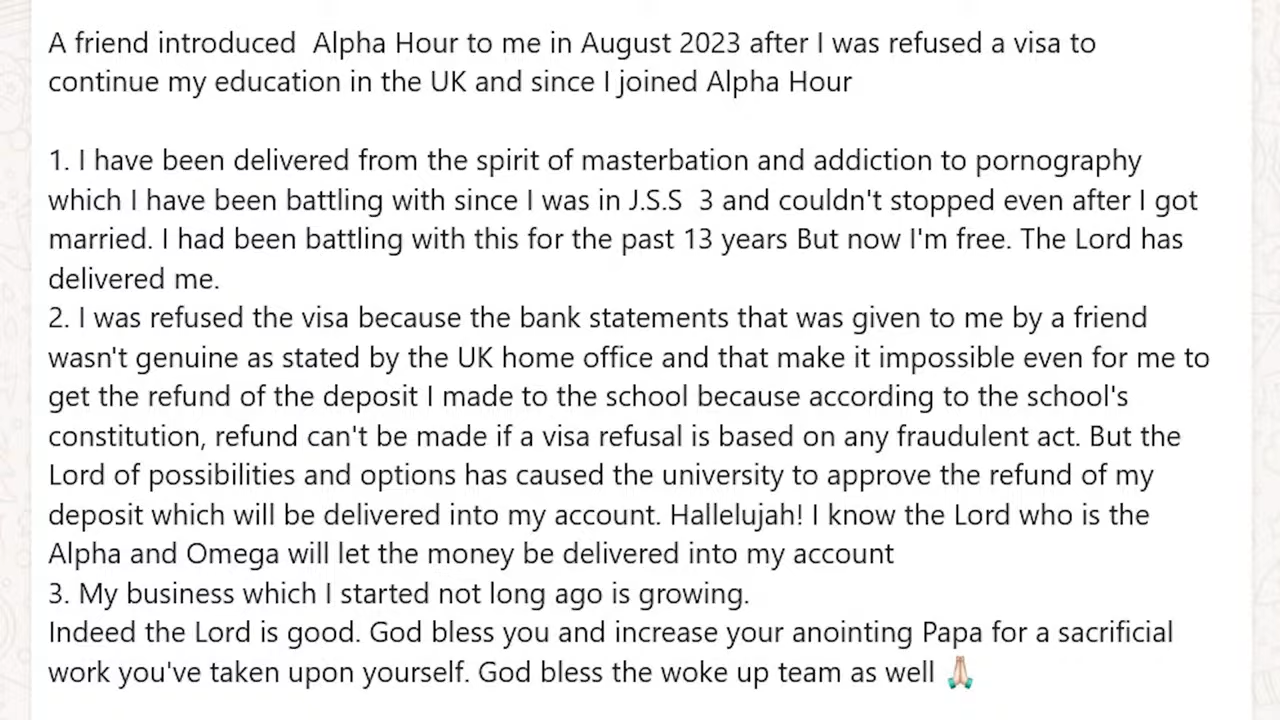 A friend introduced  Alpha Hour to me in August 2023 after I was refused a visa to
continue my education in the UK and since I joined Alpha Hour

1. I have been delivered from the spirit of masterbation and addiction to pornography
which I have been battling with since I was in J.S.S  3 and couldn't stopped even after I got
married. I had been battling with this for the past 13 years But now I'm free. The Lord has
delivered me.
2. I was refused the visa because the bank statements that was given to me by a friend
wasn't genuine as stated by the UK home office and that make it impossible even for me to
get the refund of the deposit I made to the school because according to the school's
constitution, refund can't be made if a visa refusal is based on any fraudulent act. But the
Lord of possibilities and options has caused the university to approve the refund of my
deposit which will be delivered into my account. Hallelujah! I know the Lord who is the
Alpha and Omega will let the money be delivered into my account
3. My business which I started not long ago is growing.
Indeed the Lord is good. God bless you and increase your anointing Papa for a sacrificial
work you've taken upon yourself. God bless the woke up team as well 🙏🏻